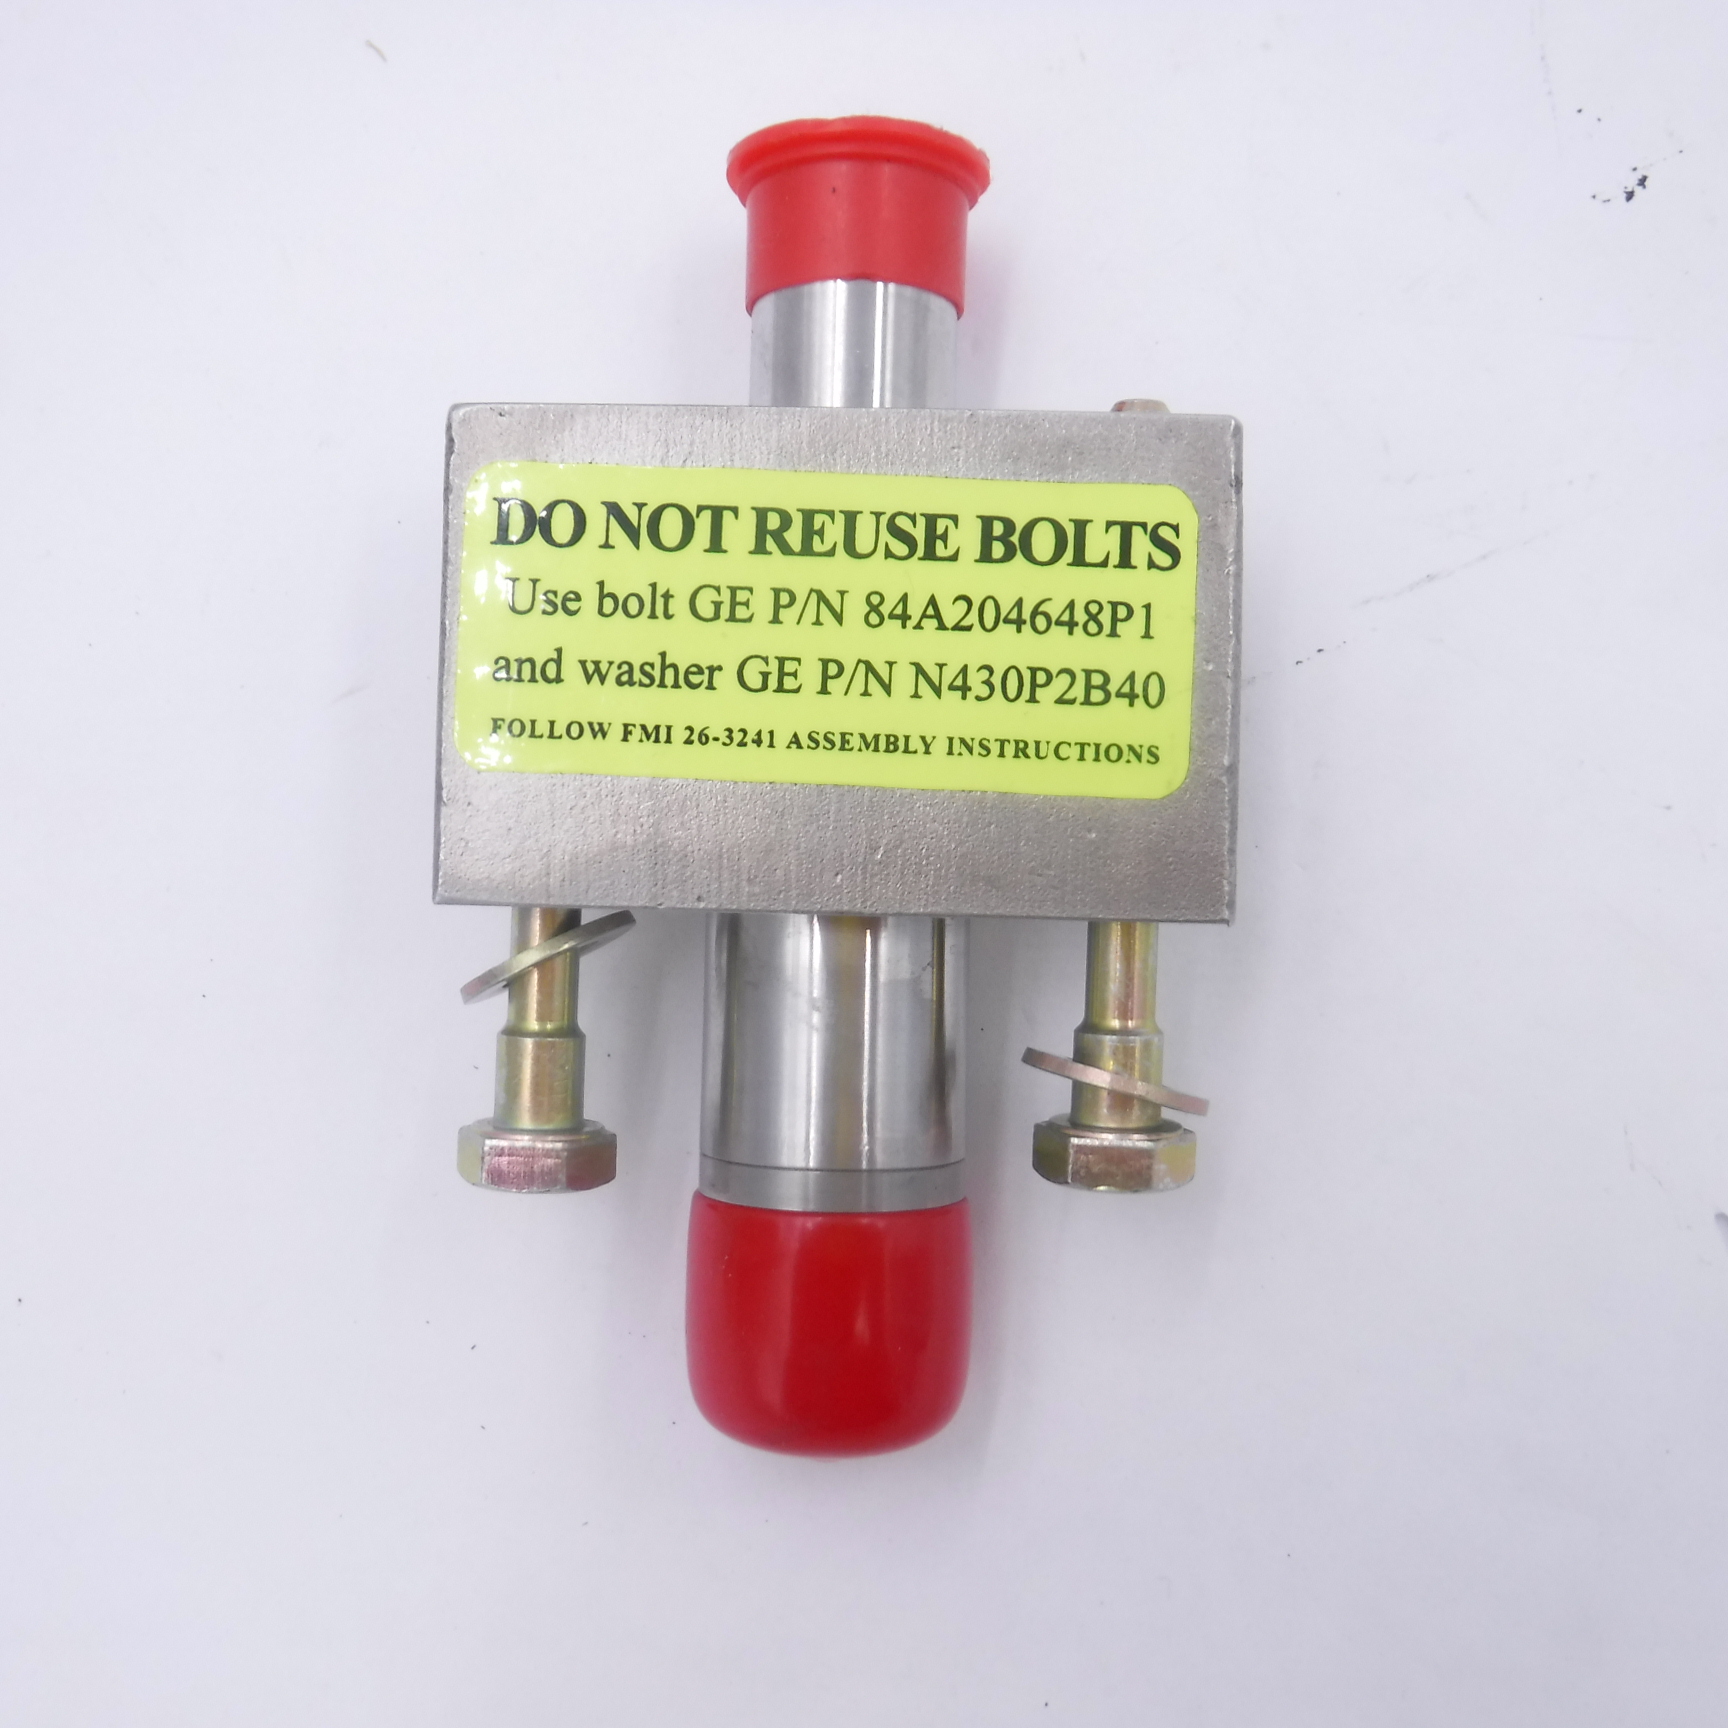 DO NOT REUSE BOLTS
Use bolt GE P/N 84A204648P1
and washer GE P/N N430P2B40
FOLLOW FMI 26-3241 ASSEMBLY INSTRUCTIONS